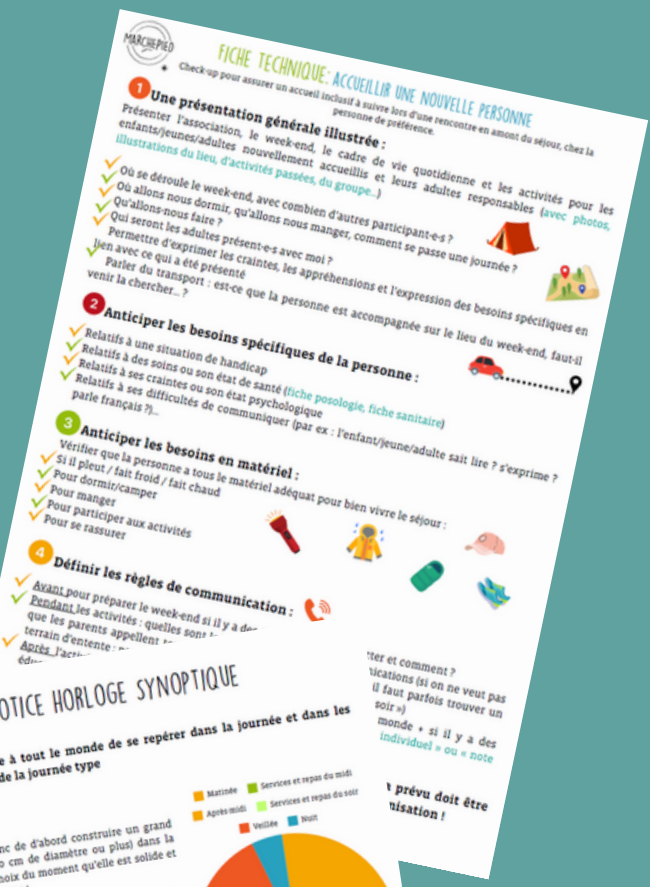 MARCHEPIED
FICHE TECHNIQUE: ACCUEILLIR UNE NOUVELLE PERSONNE
Check-up pour assurer un accueil inclusif à suivre lors d'une rencontre en amont du séjour, chez la
personne de préférence.
1 Une présentation générale illustrée :
Présenter l'association, le week-end, le cadre de vie quotidienne et les activités pour les
enfants/jeunes/adultes nouvellement accueillis et leurs adultes responsables (avec photos,
illustrations du lieu, d'activités passées, du groupe...)
Où se déroule le week-end, avec combien d'autres participant-e-s ?
Où allons nous dormir, qu'allons nous manger, comment se passe une journée ?
Qu'allons-nous faire ?
Qui seront les adultes présent-e-s avec moi ?
Permettre d'exprimer les craintes, les appréhensions et l'expression des besoins spécifiques en
lien avec ce qui a été présenté
Parler du transport : est-ce que la personne est accompagnée sur le lieu du week-end, faut-il
venir la chercher... ?
2 Anticiper les besoins spécifiques de la personne :
Relatifs à une situation de handicap
Relatifs à des soins ou son état de santé (fiche posologie, fiche sanitaire)
Relatifs à ses craintes ou son état psychologique
Relatifs à ses difficultés de communiquer (par ex : l'enfant/jeune/adulte sait lire ? s'exprime ?
parle français ?)...
3 Anticiper les besoins en matériel :
Vérifier que la personne a tous le matériel adéquat pour bien vivre le séjour :
Si il pleut / fait froid / fait chaud
Pour dormir/camper
Pour manger
Pour participer aux activités
Pour se rassurer
4 Définir les règles de communication :
Avant pour préparer le week-end si il y a
Pendant les activités : quelles sont
que les parents appellent
terrain d'entente :
Après l'activ
ter et comment ?
ications (si on ne veut pas
il faut parfois trouver un
soir »)
monde + si il y a des
individuel » ou « note
prévu doit être
nisation !
OTICE HORLOGE SYNOPTIQUE
e à tout le monde de se repérer dans la journée et dans les
de la journée type
Matinée
Services et repas du midi
Après-midi
Services et repas du soir
Veillée
Nuit
nc de d'abord construire un grand
0 cm de diamètre ou plus) dans la
hoix du moment qu'elle est solide et